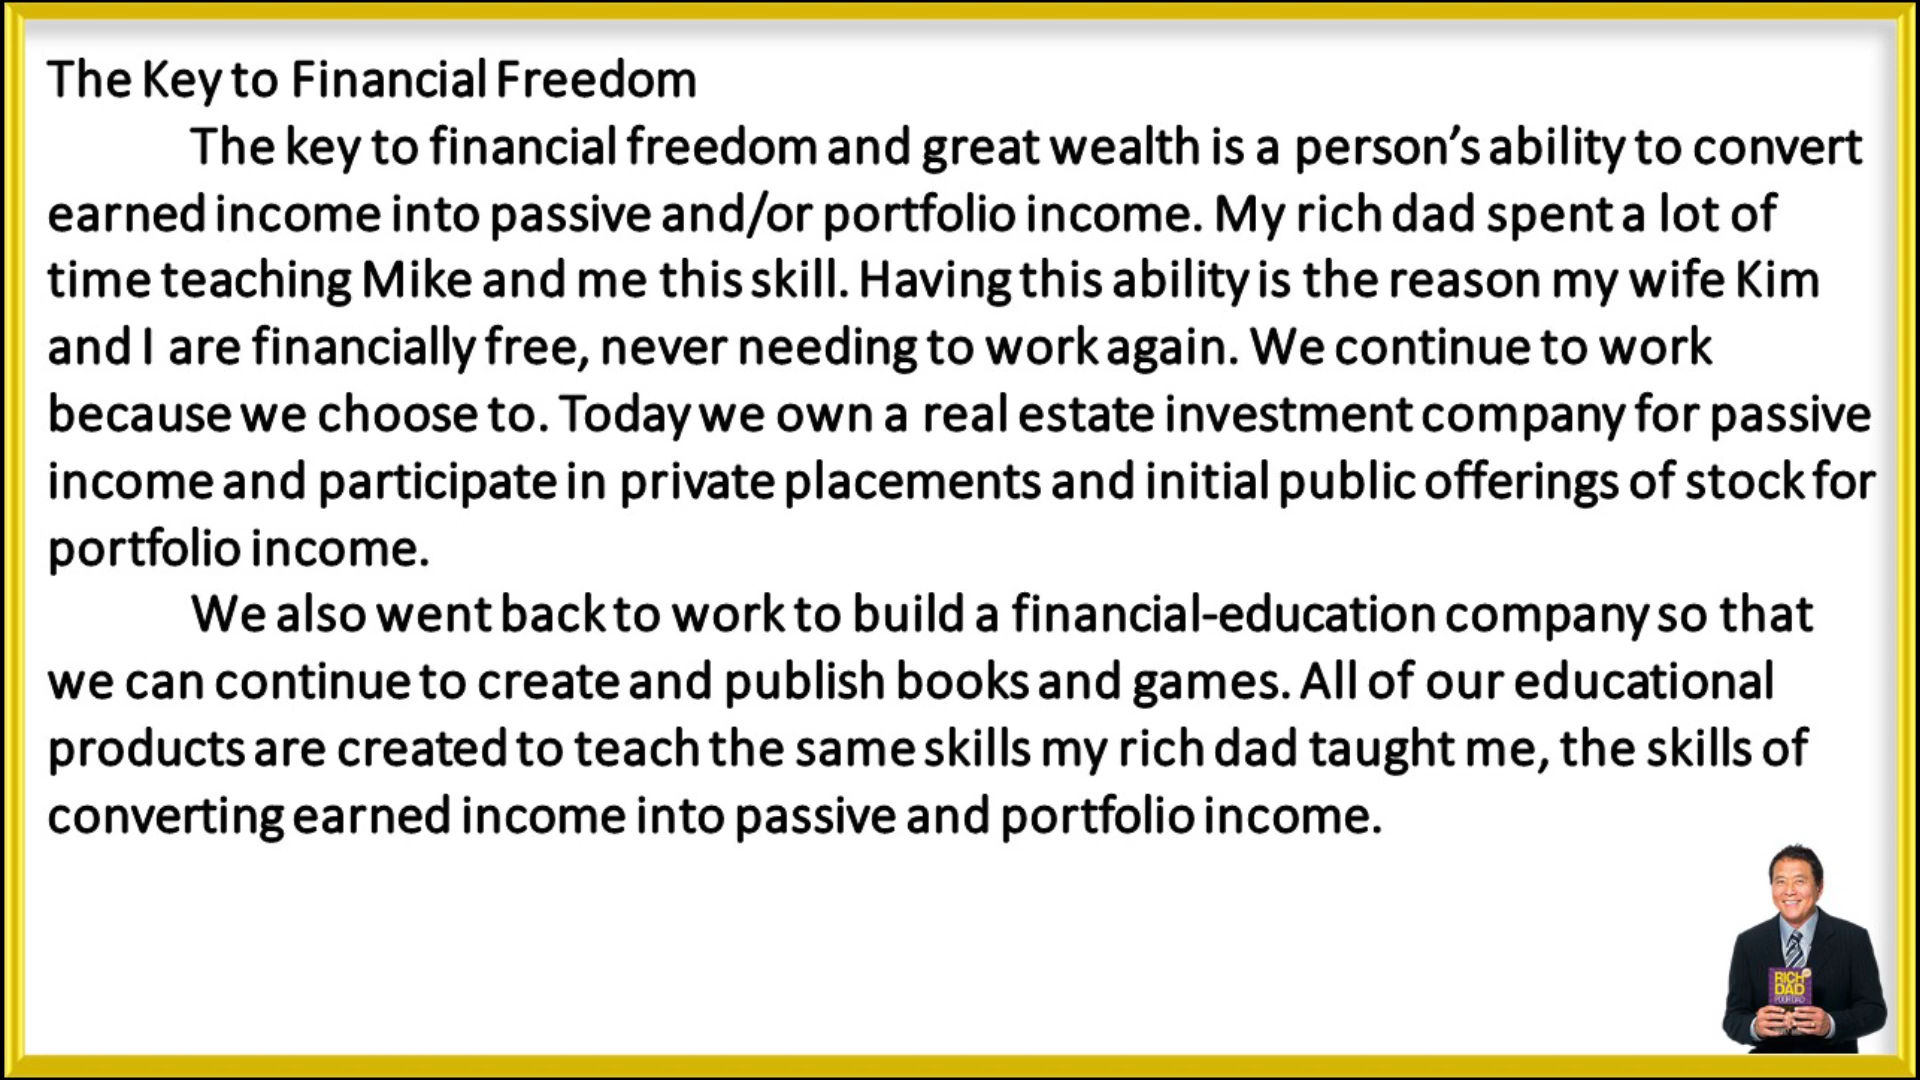 The Key to Financial Freedom
The key to financial freedom and great wealth is a person’s ability to convert
earned income into passive and/or portfolio income. My rich dad spent a lot of
time teaching Mike and me this skill. Having this ability is the reason my wife Kim
and I are financially free, never needing to work again. We continue to work
because we choose to. Today we own a real estate investment company for passive
income and participate in private placements and initial public offerings of stock for
portfolio income.
We also went back to work to build a financial-education company so that
we can continue to create and publish books and games. All of our educational
products are created to teach the same skills my rich dad taught me, the skills of
converting earned income into passive and portfolio income.
RICH
DAD
POOR DAD